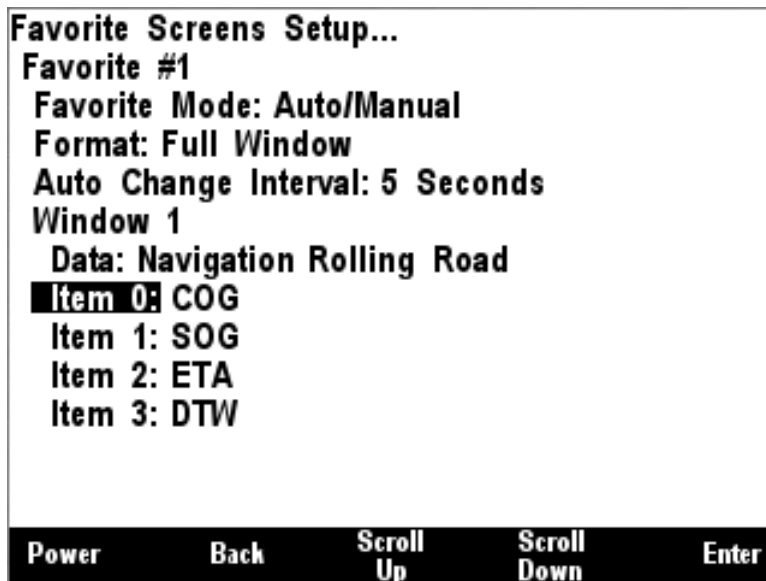 Favorite Screens Setup...
Favorite #1
Favorite Mode: Auto/Manual
Format: Full Window
Auto Change Interval: 5 Seconds
Window 1
Data: Navigation Rolling Road
Item 0: COG
Item 1: SOG
Item 2: ETA
Item 3: DTW
Power Back Scroll Up Scroll Down Enter